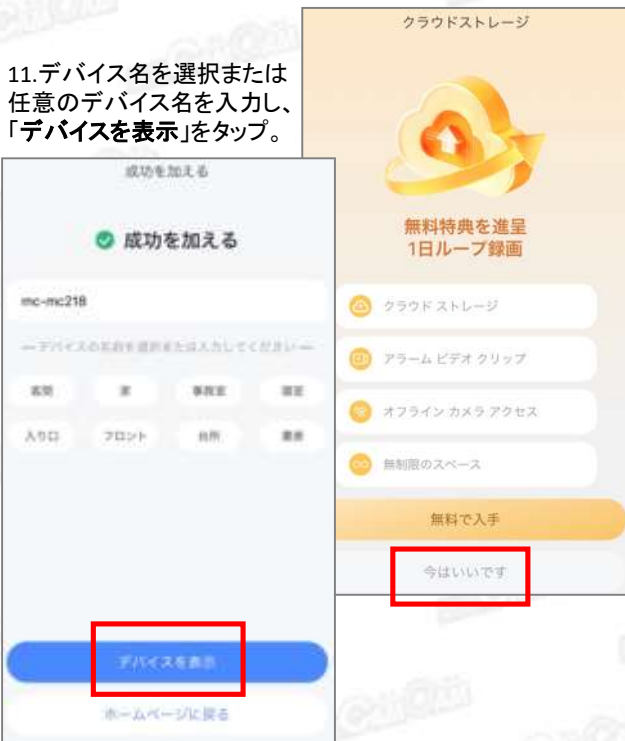 11.デバイス名を選択または
任意のデバイス名を入力し、
「デバイスを表示」をタップ。
成功を加える
成功を加える
mc-mc218
デバイスの名前を選択または入力してください
客間 家 事務室 寝室
入り口 フロント 台所 書斎
デバイスを表示
ホームページに戻る
クラウドストレージ
無料特典を進呈
1日ループ録画
クラウド ストレージ
アラーム ビデオ クリップ
オフライン カメラ アクセス
無制限のスペース
無料で入手
今はいいです